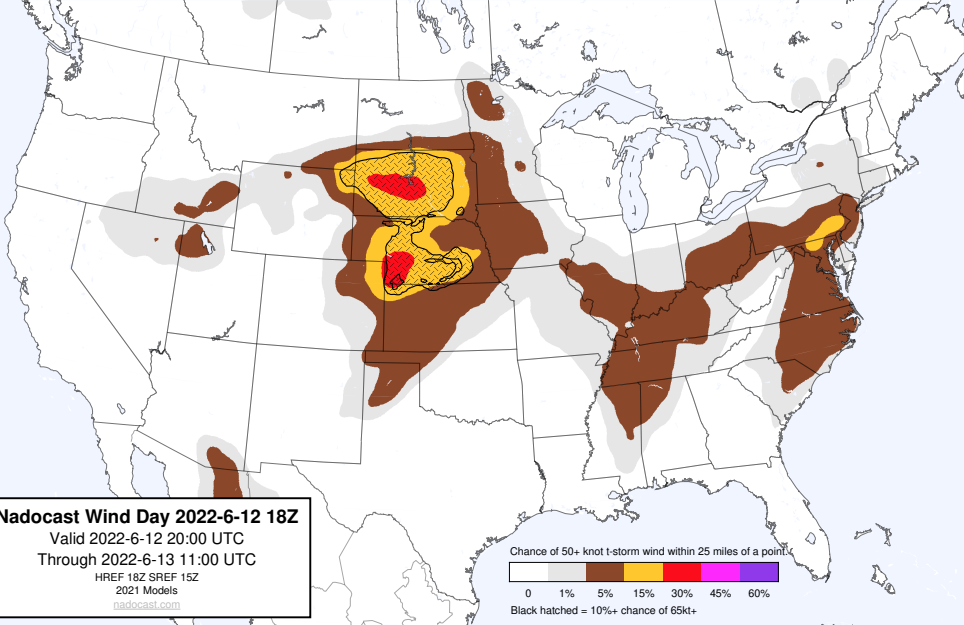 Nadocast Wind Day 2022-6-12 18Z
Valid 2022-6-12 20:00 UTC
Through 2022-6-13 11:00 UTC
HREF 18Z SREF 15Z
2021 Models
nadocast.com
Chance of 50+ knot t-storm wind within 25 miles of a point.
0 1% 5% 15% 30% 45% 60%
Black hatched = 10%+ chance of 65kt+